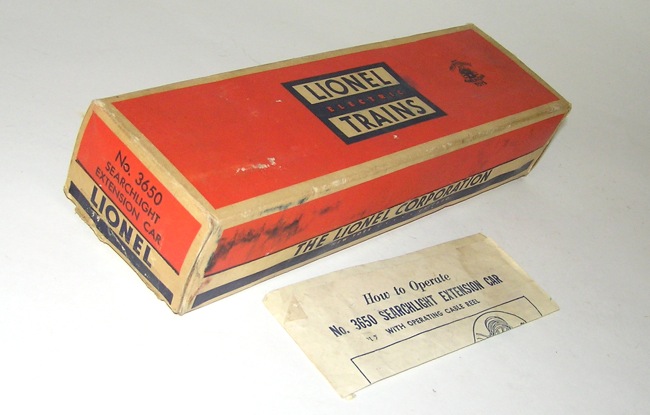 LIONEL
ELECTRIC
TRAINS
No. 3650
SEARCHLIGHT
EXTENSION CAR
LIONEL
THE LIONEL CORPORATION
How to Operate
No. 3650 SEARCHLIGHT EXTENSION CAR
WITH OPERATING CABLE REEL